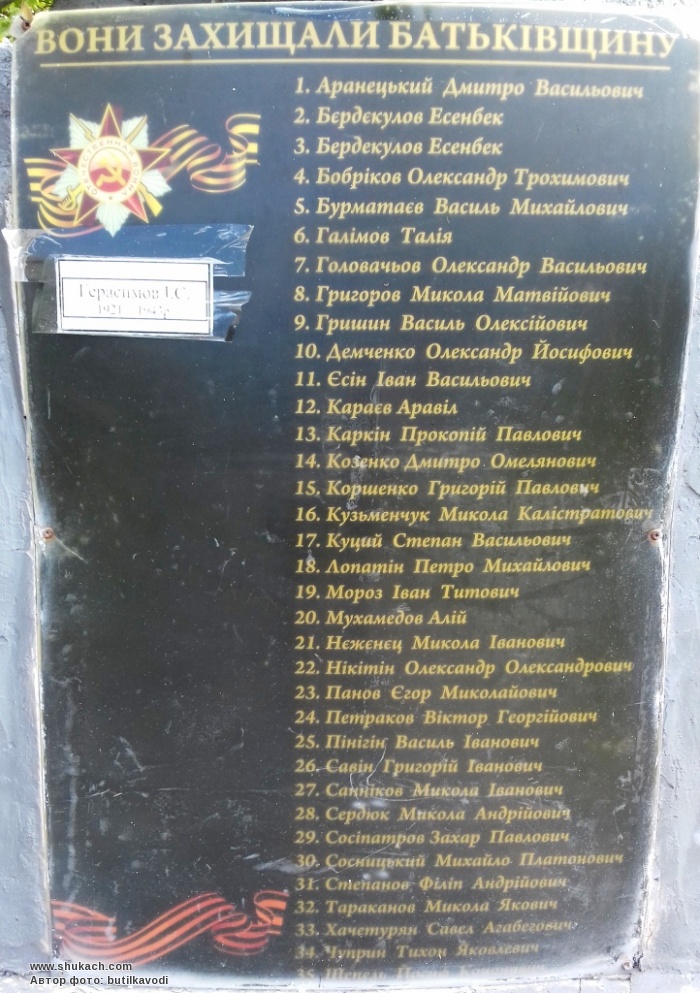 ВОНИ ЗАХИЩАЛИ БАТЬКІВЩИНУ
1. Аранецький Дмитро Васильович
2. Бєрдєкулов Есенбек
3. Бердекулов Есенбек
4. Бобріков Олександр Трохимович
5. Бурматаєв Василь Михайлович
6. Галімов Талія
7. Головачьов Олександр Васильович
8. Григоров Микола Матвійович
9. Гришин Василь Олексійович
10. Демченко Олександр Йосифович
11. Єсін Іван Васильович
12. Караєв Аравіл
13. Каркін Прокопій Павлович
14. Козенко Дмитро Омелянович
15. Коршенко Григорій Павлович
16. Кузьменчук Микола Калістратович
17. Куций Степан Васильович
18. Лопатін Петро Михайлович
19. Мороз Іван Титович
20. Мухамедов Алій
21. Нєжєнєц Микола Іванович
22. Нікітін Олександр Олександрович
23. Панов Єгор Миколайович
24. Петраков Віктор Георгійович
25. Пінігін Василь Іванович
26. Савін Григорій Іванович
27. Санніков Микола Іванович
28. Сердюк Микола Андрійович
29. Сосіпатров Захар Павлович
30. Сосницький Михайло Платонович
31. Степанов Філіп Андрійович
32. Тараканов Микола Якович
33. Хачетурян Савел Агабегович
34. Чуприн Тихон Яковлевич
35.
Герасимов І.С.
1921
www.shukach.com
Автор фото: butilkavodi